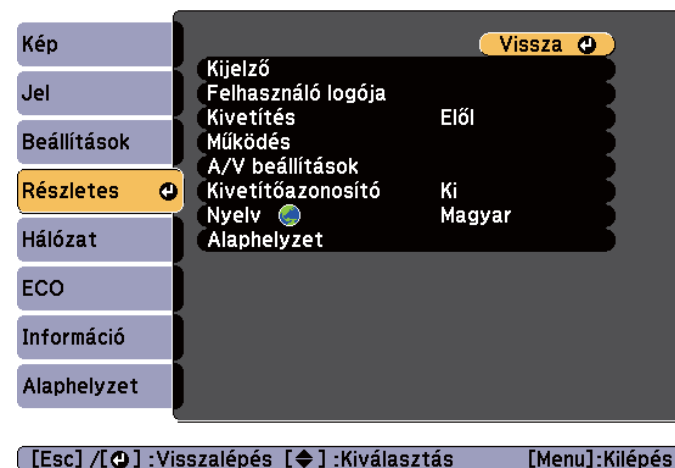 Kép
Jel
Beállítások
Részletes
Hálózat
ECO
Információ
Alaphelyzet
Vissza
Kijelző
Felhasználó logója
Kivetítés Elől
Működés
A/V beállítások
Kivetítőazonosító Ki
Nyelv Magyar
Alaphelyzet
[Esc] /[ ] :Visszalépés [ ] :Kiválasztás [Menu]:Kilépés